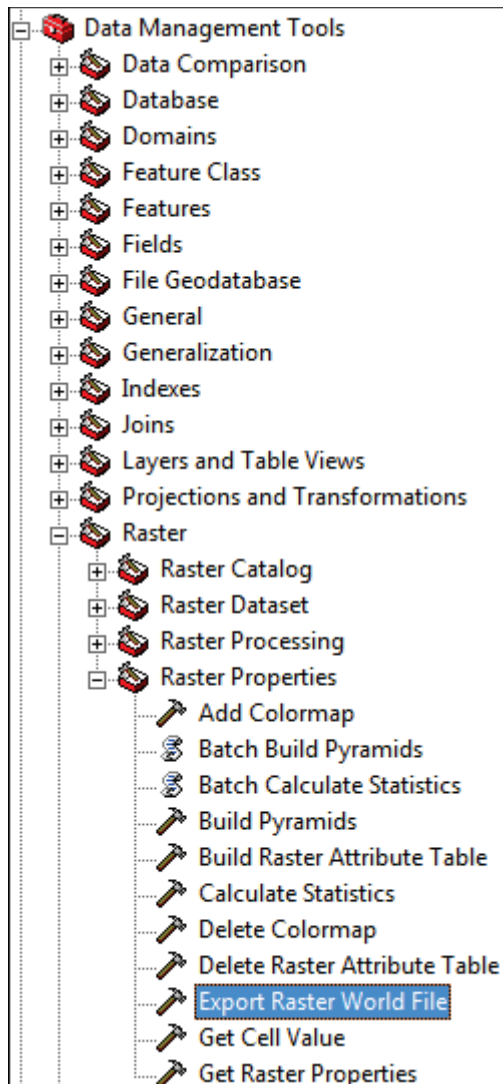 Data Management Tools
Data Comparison
Database
Domains
Feature Class
Features
Fields
File Geodatabase
General
Generalization
Indexes
Joins
Layers and Table Views
Projections and Transformations
Raster
Raster Catalog
Raster Dataset
Raster Processing
Raster Properties
Add Colormap
Batch Build Pyramids
Batch Calculate Statistics
Build Pyramids
Build Raster Attribute Table
Calculate Statistics
Delete Colormap
Delete Raster Attribute Table
Export Raster World File
Get Cell Value
Get Raster Properties